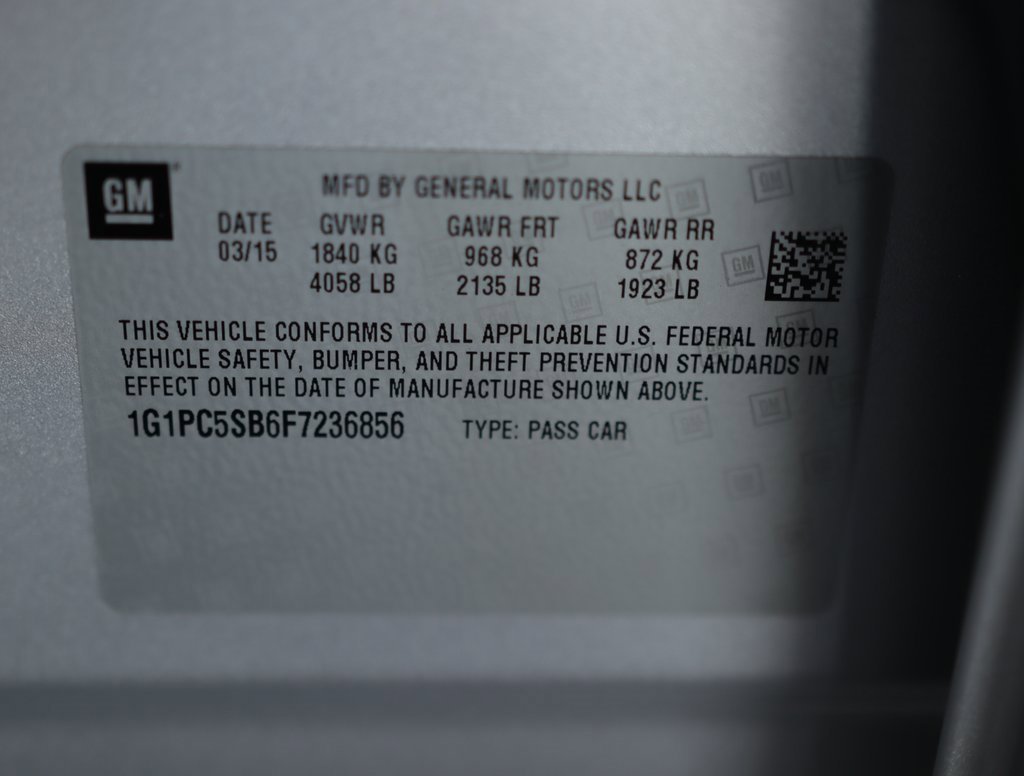 GM
MFD BY GENERAL MOTORS LLC
DATE GVWR GAWR FRT GAWR RR
03/15 1840 KG 968 KG 872 KG
4058 LB 2135 LB 1923 LB
THIS VEHICLE CONFORMS TO ALL APPLICABLE U.S. FEDERAL MOTOR
VEHICLE SAFETY, BUMPER, AND THEFT PREVENTION STANDARDS IN
EFFECT ON THE DATE OF MANUFACTURE SHOWN ABOVE.
1G1PC5SB6F7236856 TYPE: PASS CAR